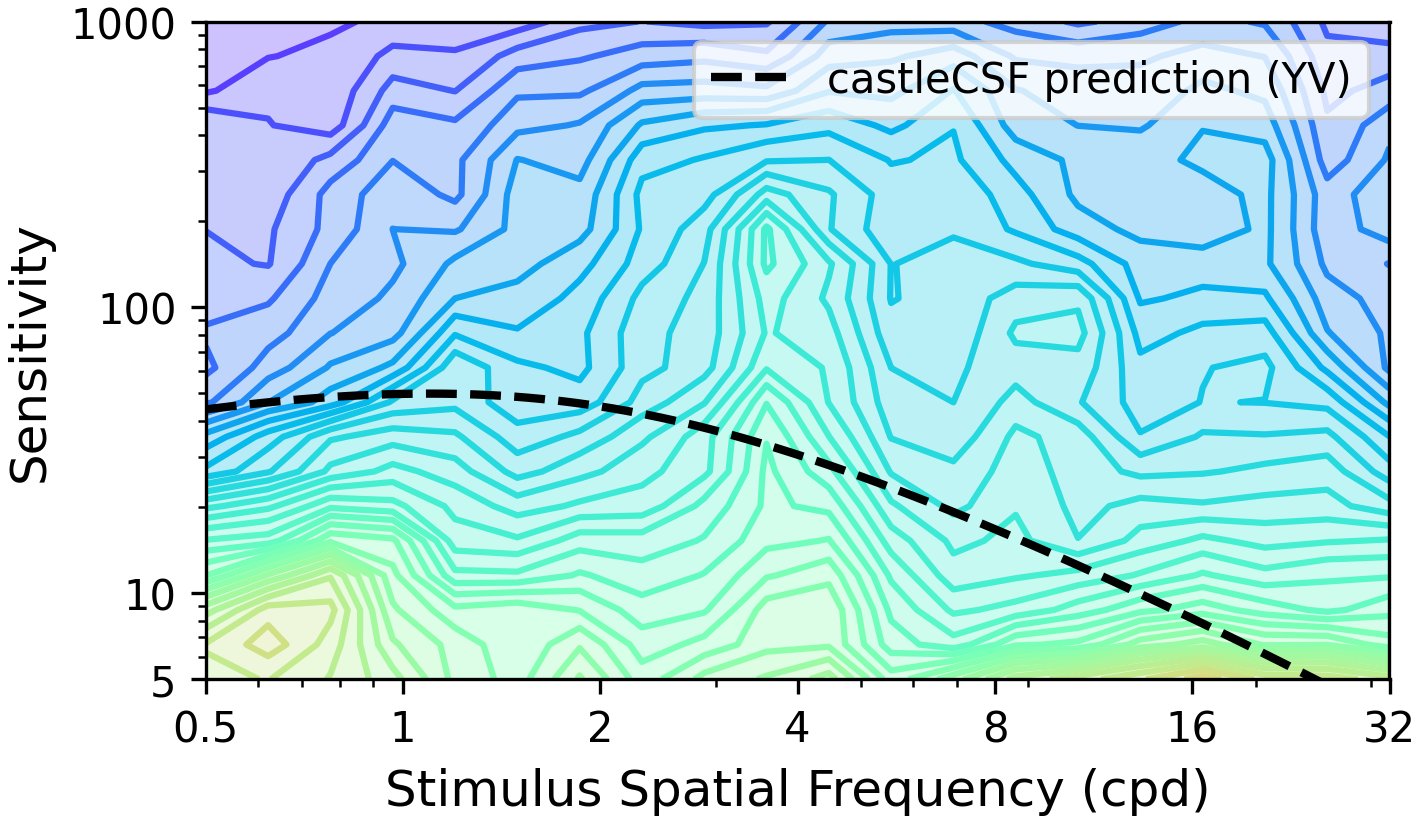 1000
100
10
5
Sensitivity
castleCSF prediction (YV)
0.5 1 2 4 8 16 32
Stimulus Spatial Frequency (cpd)